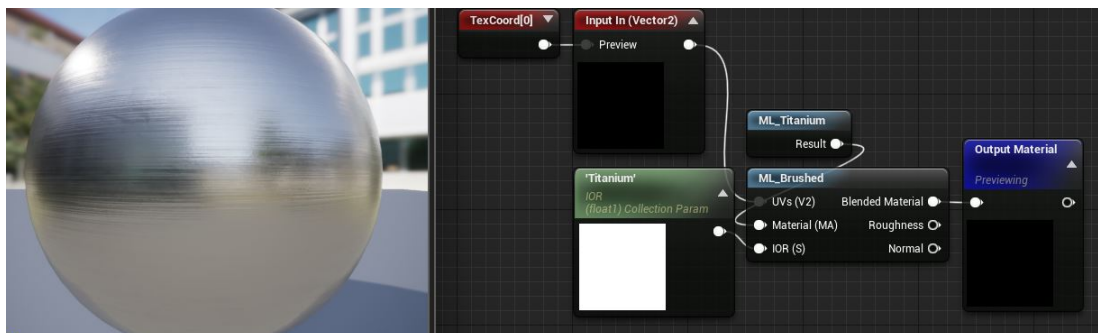 TexCoord[0]
Input In (Vector2)
Preview
ML_Titanium
Result
'Titanium'
IOR
(float1) Collection Param
ML_Brushed
UVs (V2)
Blended Material
Material (MA)
Roughness
IOR (S)
Normal
Output Material
Previewing